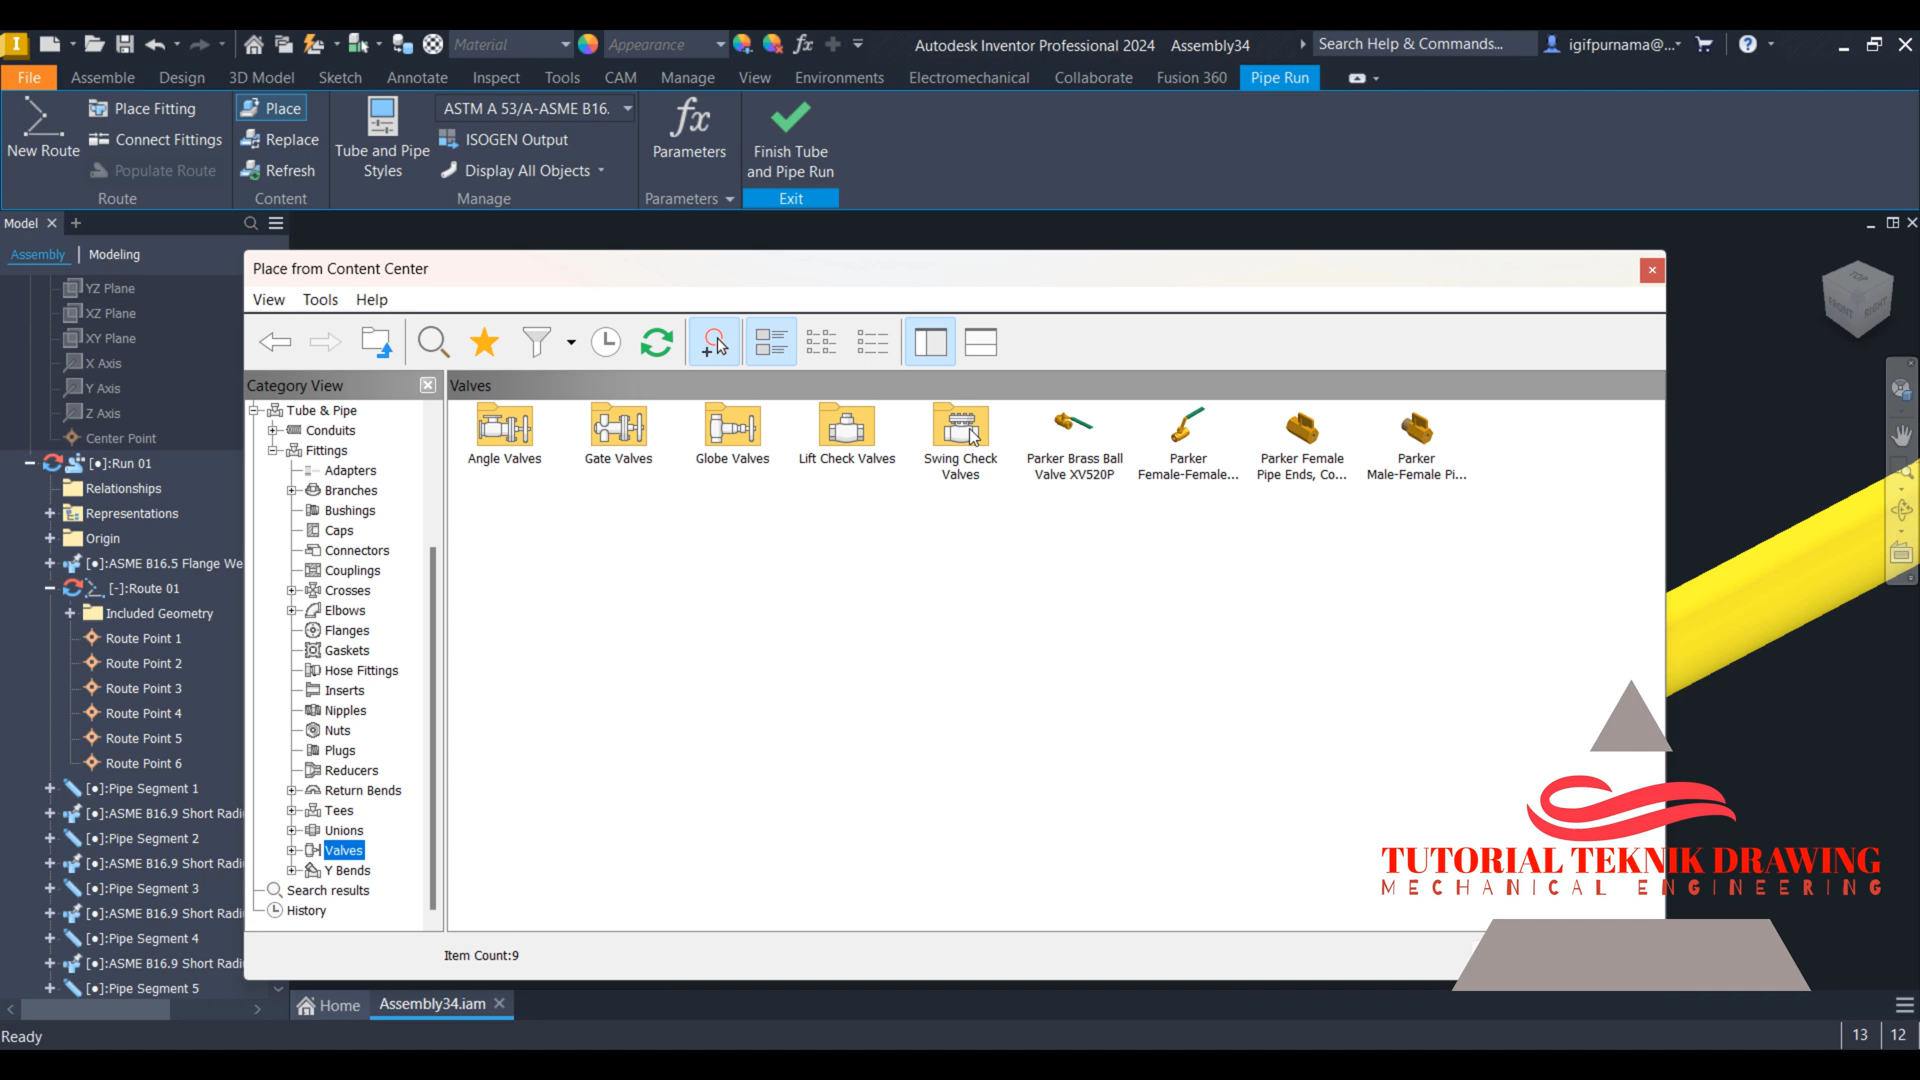 Material
Appearance
Autodesk Inventor Professional 2024 Assembly34
Search Help & Commands...
igifpurnama@...
File Assemble Design 3D Model Sketch Annotate Inspect Tools CAM Manage View Environments Electromechanical Collaborate Fusion 360 Pipe Run
New Route
Place Fitting
Connect Fittings
Populate Route
Route
Place
Replace
Refresh
Content
Tube and Pipe
Styles
ASTM A 53/A-ASME B16.
ISOGEN Output
Display All Objects
Manage
fx
Parameters
Parameters
Finish Tube
and Pipe Run
Exit
Model
Assembly | Modeling
YZ Plane
XZ Plane
XY Plane
X Axis
Y Axis
Z Axis
Center Point
[●]:Run 01
Relationships
Representations
Origin
[●]:ASME B16.5 Flange We
[-]:Route 01
Included Geometry
Route Point 1
Route Point 2
Route Point 3
Route Point 4
Route Point 5
Route Point 6
[●]:Pipe Segment 1
[●]:ASME B16.9 Short Radi
[●]:Pipe Segment 2
[●]:ASME B16.9 Short Radi
[●]:Pipe Segment 3
[●]:ASME B16.9 Short Radi
[●]:Pipe Segment 4
[●]:ASME B16.9 Short Radi
[●]:Pipe Segment 5
Place from Content Center
View Tools Help
Category View
Tube & Pipe
Conduits
Fittings
Adapters
Branches
Bushings
Caps
Connectors
Couplings
Crosses
Elbows
Flanges
Gaskets
Hose Fittings
Inserts
Nipples
Nuts
Plugs
Reducers
Return Bends
Tees
Unions
Valves
Y Bends
Search results
History
Valves
Angle Valves
Gate Valves
Globe Valves
Lift Check Valves
Swing Check
Valves
Parker Brass Ball
Valve XV520P
Parker
Female-Female...
Parker Female
Pipe Ends, Co...
Parker
Male-Female Pi...
Item Count:9
TOP
FRONT
RIGHT
TUTORIAL TEKNIK DRAWING
MECHANICAL ENGINEERING
Home
Assembly34.iam
Ready
13
12